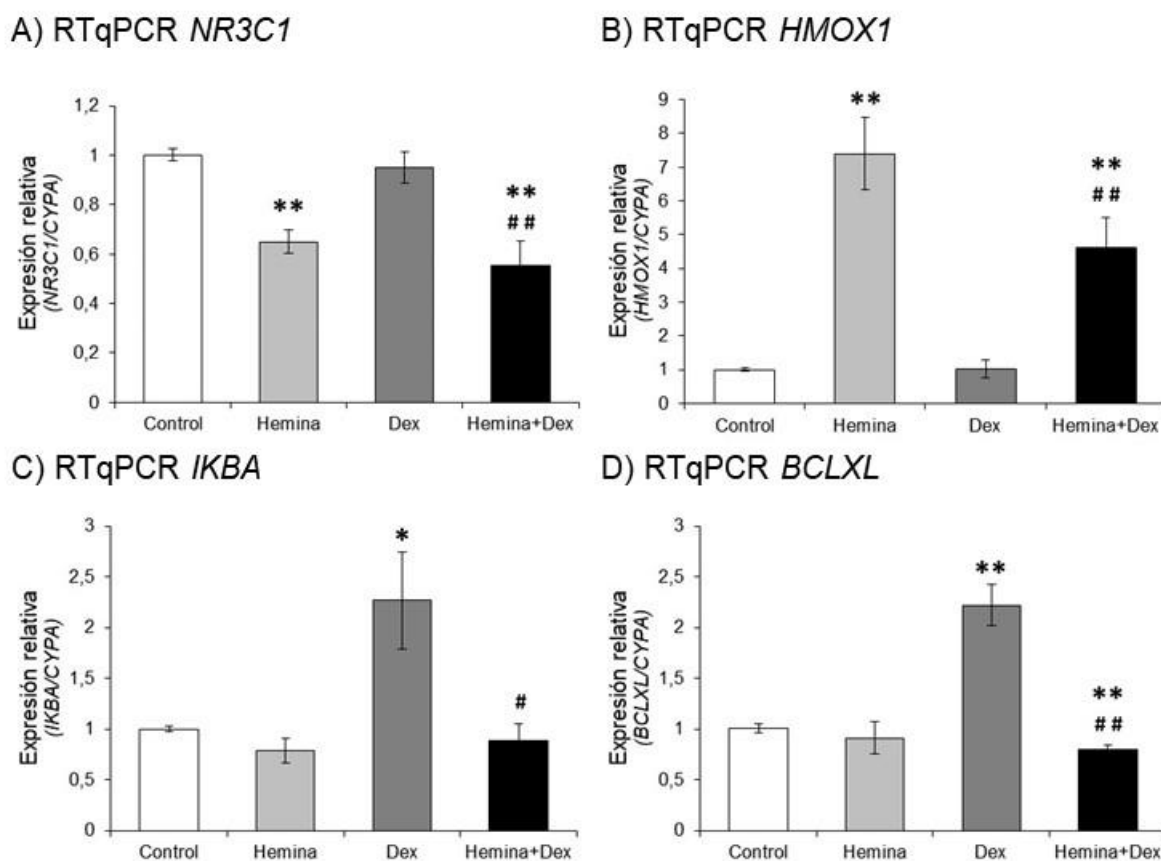 A) RTqPCR NR3C1
Expresión relativa
(NR3C1/CYPA)
1,2
1
0,8
0,6
0,4
0,2
0
**
**
##
Control
Hemina
Dex
Hemina+Dex
B) RTqPCR HMOX1
Expresión relativa
(HMOX1/CYPA)
9
8
7
6
5
4
3
2
1
0
**
**
##
Control
Hemina
Dex
Hemina+Dex
C) RTqPCR IKBA
Expresión relativa
(IKBA/CYPA)
3
2,5
2
1,5
1
0,5
0
*
#
Control
Hemina
Dex
Hemina+Dex
D) RTqPCR BCLXL
Expresión relativa
(BCLXL/CYPA)
3
2,5
2
1,5
1
0,5
0
**
**
##
Control
Hemina
Dex
Hemina+Dex